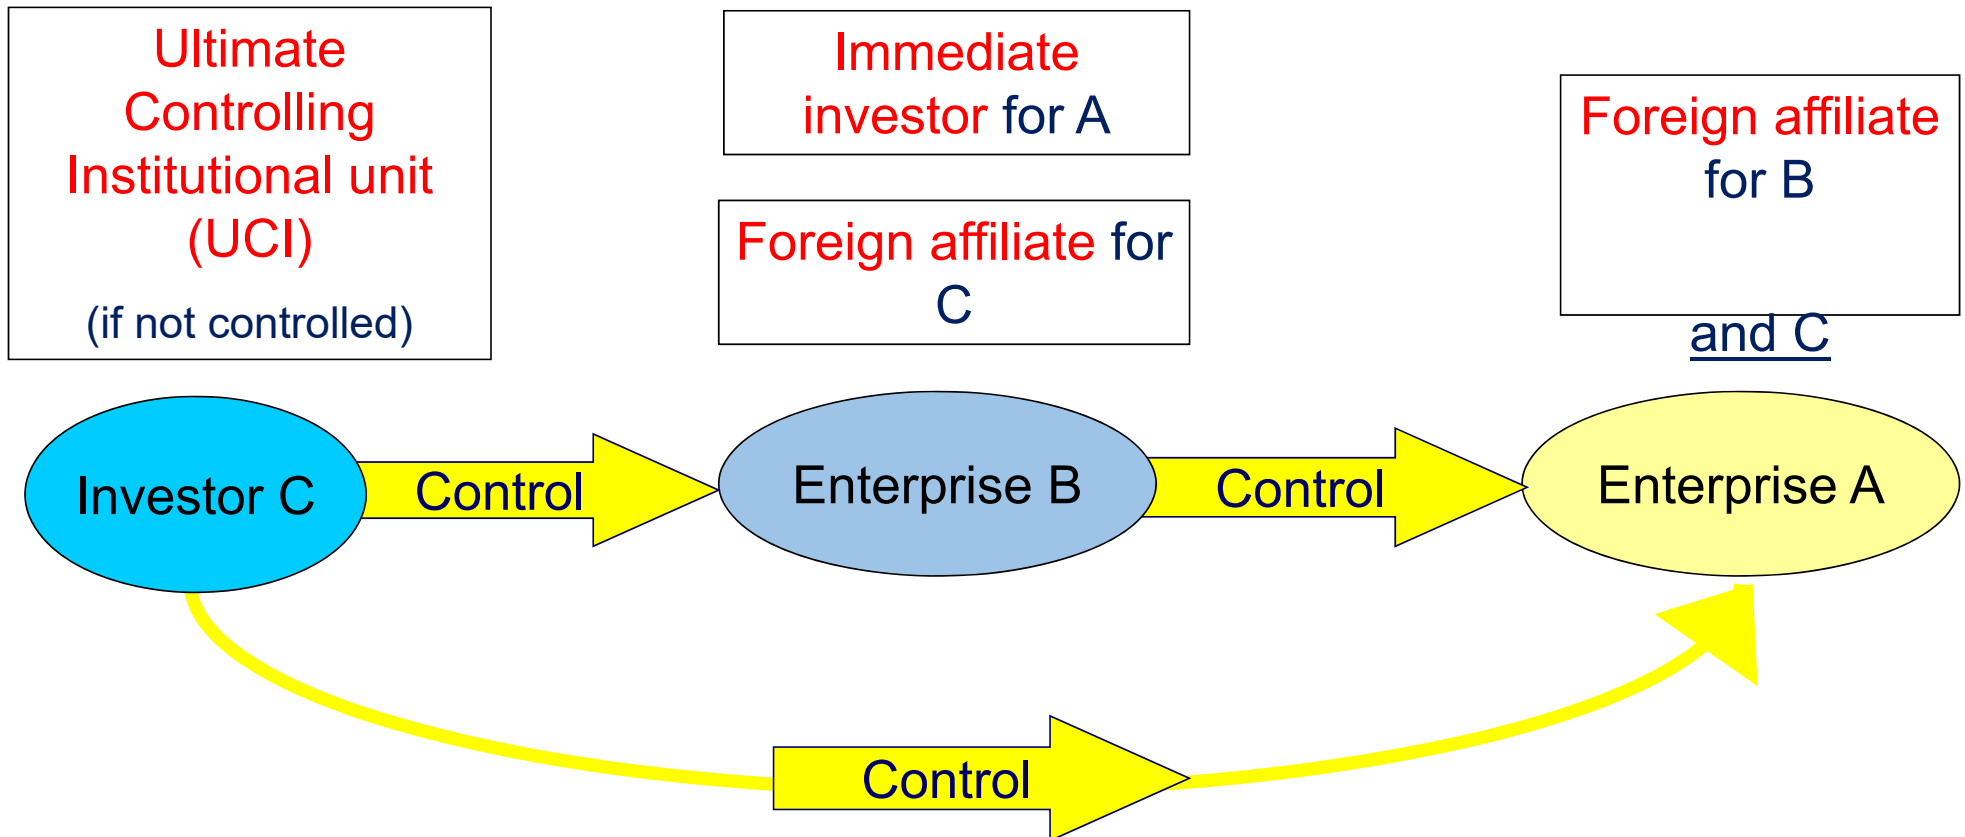 Ultimate
Controlling
Institutional unit
(UCI)
(if not controlled)
Immediate
investor for A
Foreign affiliate for
C
Foreign affiliate
for B
and C
Investor C
Control
Enterprise B
Control
Enterprise A
Control